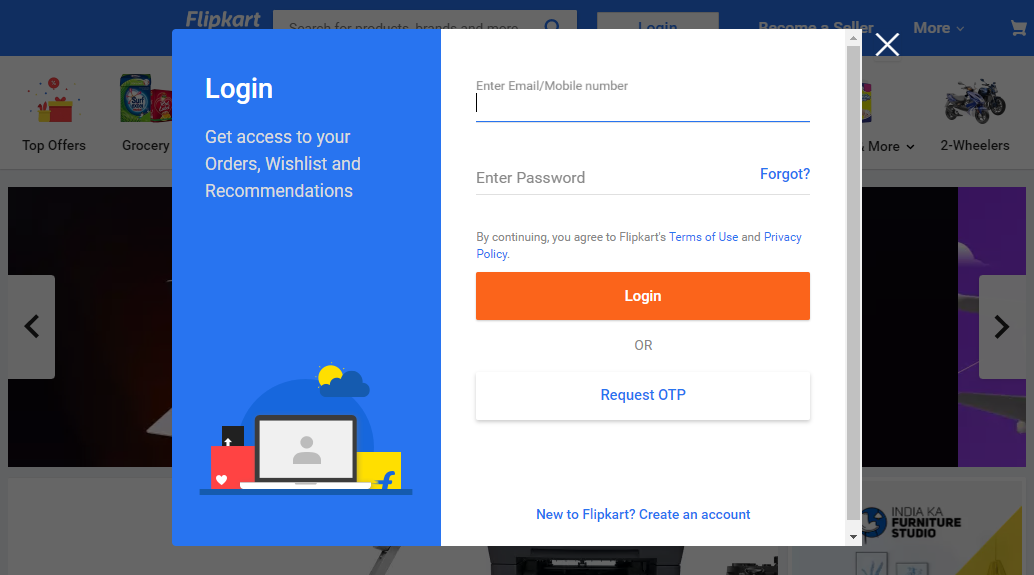 Flipkart
Search for products, brands and more
Login
Become a Seller
More
Top Offers
Grocery
& More
2-Wheelers
Login
Get access to your
Orders, Wishlist and
Recommendations
Enter Email/Mobile number
Enter Password
Forgot?
By continuing, you agree to Flipkart's Terms of Use and Privacy
Policy.
Login
OR
Request OTP
New to Flipkart? Create an account
INDIA KA
FURNITURE
STUDIO